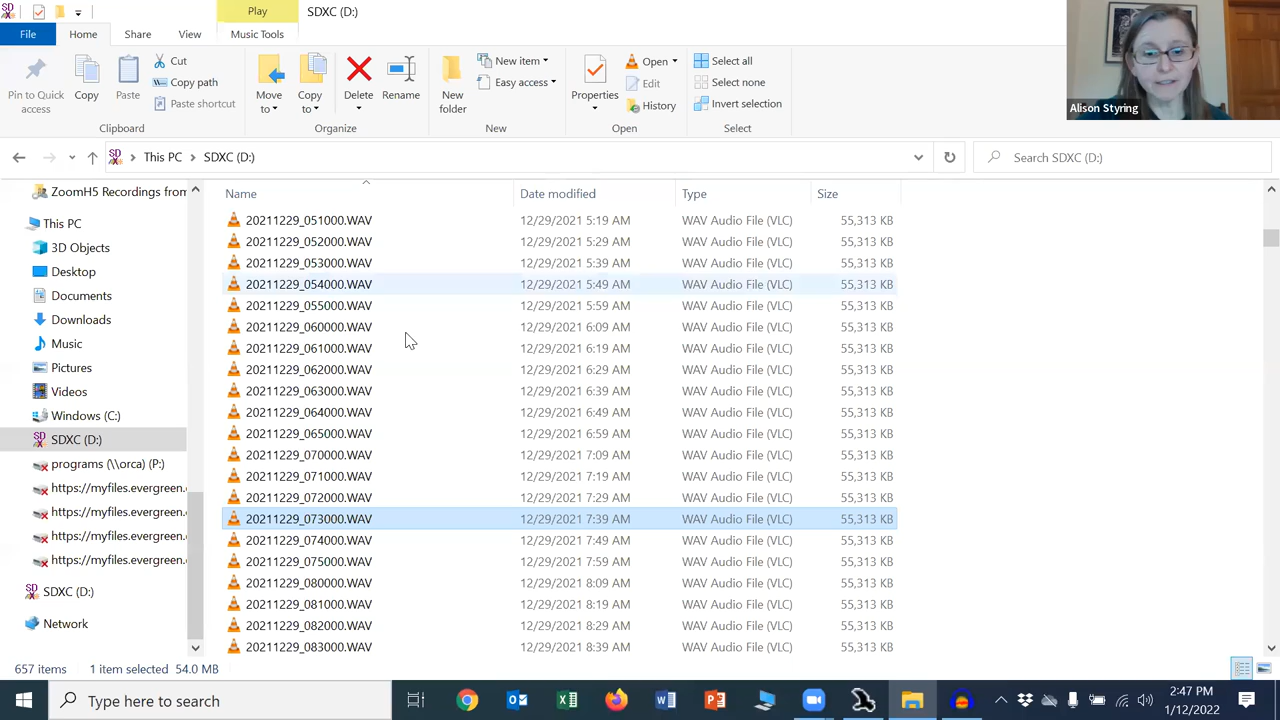 Play
SDXC (D:)
File
Home
Share
View
Music Tools
Pin to Quick access
Copy
Paste
Cut
Copy path
Paste shortcut
Clipboard
Move to
Copy to
Delete
Rename
Organize
New folder
New item
Easy access
New
Properties
Open
Edit
History
Open
Select all
Select none
Invert selection
Select
Alison Styring
This PC
SDXC (D:)
Search SDXC (D:)
ZoomH5 Recordings from
This PC
3D Objects
Desktop
Documents
Downloads
Music
Pictures
Videos
Windows (C:)
SDXC (D:)
programs (\\orca) (P:)
https://myfiles.evergreen.
https://myfiles.evergreen.
https://myfiles.evergreen.
https://myfiles.evergreen.
SDXC (D:)
Network
Name Date modified Type Size
20211229_051000.WAV 12/29/2021 5:19 AM WAV Audio File (VLC) 55,313 KB
20211229_052000.WAV 12/29/2021 5:29 AM WAV Audio File (VLC) 55,313 KB
20211229_053000.WAV 12/29/2021 5:39 AM WAV Audio File (VLC) 55,313 KB
20211229_054000.WAV 12/29/2021 5:49 AM WAV Audio File (VLC) 55,313 KB
20211229_055000.WAV 12/29/2021 5:59 AM WAV Audio File (VLC) 55,313 KB
20211229_060000.WAV 12/29/2021 6:09 AM WAV Audio File (VLC) 55,313 KB
20211229_061000.WAV 12/29/2021 6:19 AM WAV Audio File (VLC) 55,313 KB
20211229_062000.WAV 12/29/2021 6:29 AM WAV Audio File (VLC) 55,313 KB
20211229_063000.WAV 12/29/2021 6:39 AM WAV Audio File (VLC) 55,313 KB
20211229_064000.WAV 12/29/2021 6:49 AM WAV Audio File (VLC) 55,313 KB
20211229_065000.WAV 12/29/2021 6:59 AM WAV Audio File (VLC) 55,313 KB
20211229_070000.WAV 12/29/2021 7:09 AM WAV Audio File (VLC) 55,313 KB
20211229_071000.WAV 12/29/2021 7:19 AM WAV Audio File (VLC) 55,313 KB
20211229_072000.WAV 12/29/2021 7:29 AM WAV Audio File (VLC) 55,313 KB
20211229_073000.WAV 12/29/2021 7:39 AM WAV Audio File (VLC) 55,313 KB
20211229_074000.WAV 12/29/2021 7:49 AM WAV Audio File (VLC) 55,313 KB
20211229_075000.WAV 12/29/2021 7:59 AM WAV Audio File (VLC) 55,313 KB
20211229_080000.WAV 12/29/2021 8:09 AM WAV Audio File (VLC) 55,313 KB
20211229_081000.WAV 12/29/2021 8:19 AM WAV Audio File (VLC) 55,313 KB
20211229_082000.WAV 12/29/2021 8:29 AM WAV Audio File (VLC) 55,313 KB
20211229_083000.WAV 12/29/2021 8:39 AM WAV Audio File (VLC) 55,313 KB
657 items 1 item selected 54.0 MB
Type here to search
2:47 PM
1/12/2022